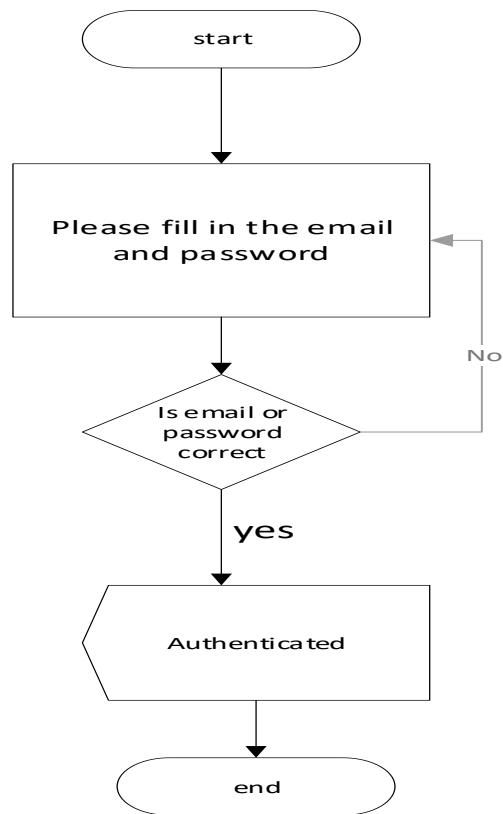 start
Please fill in the email
and password
No
Is email or
password
correct
yes
Authenticated
end